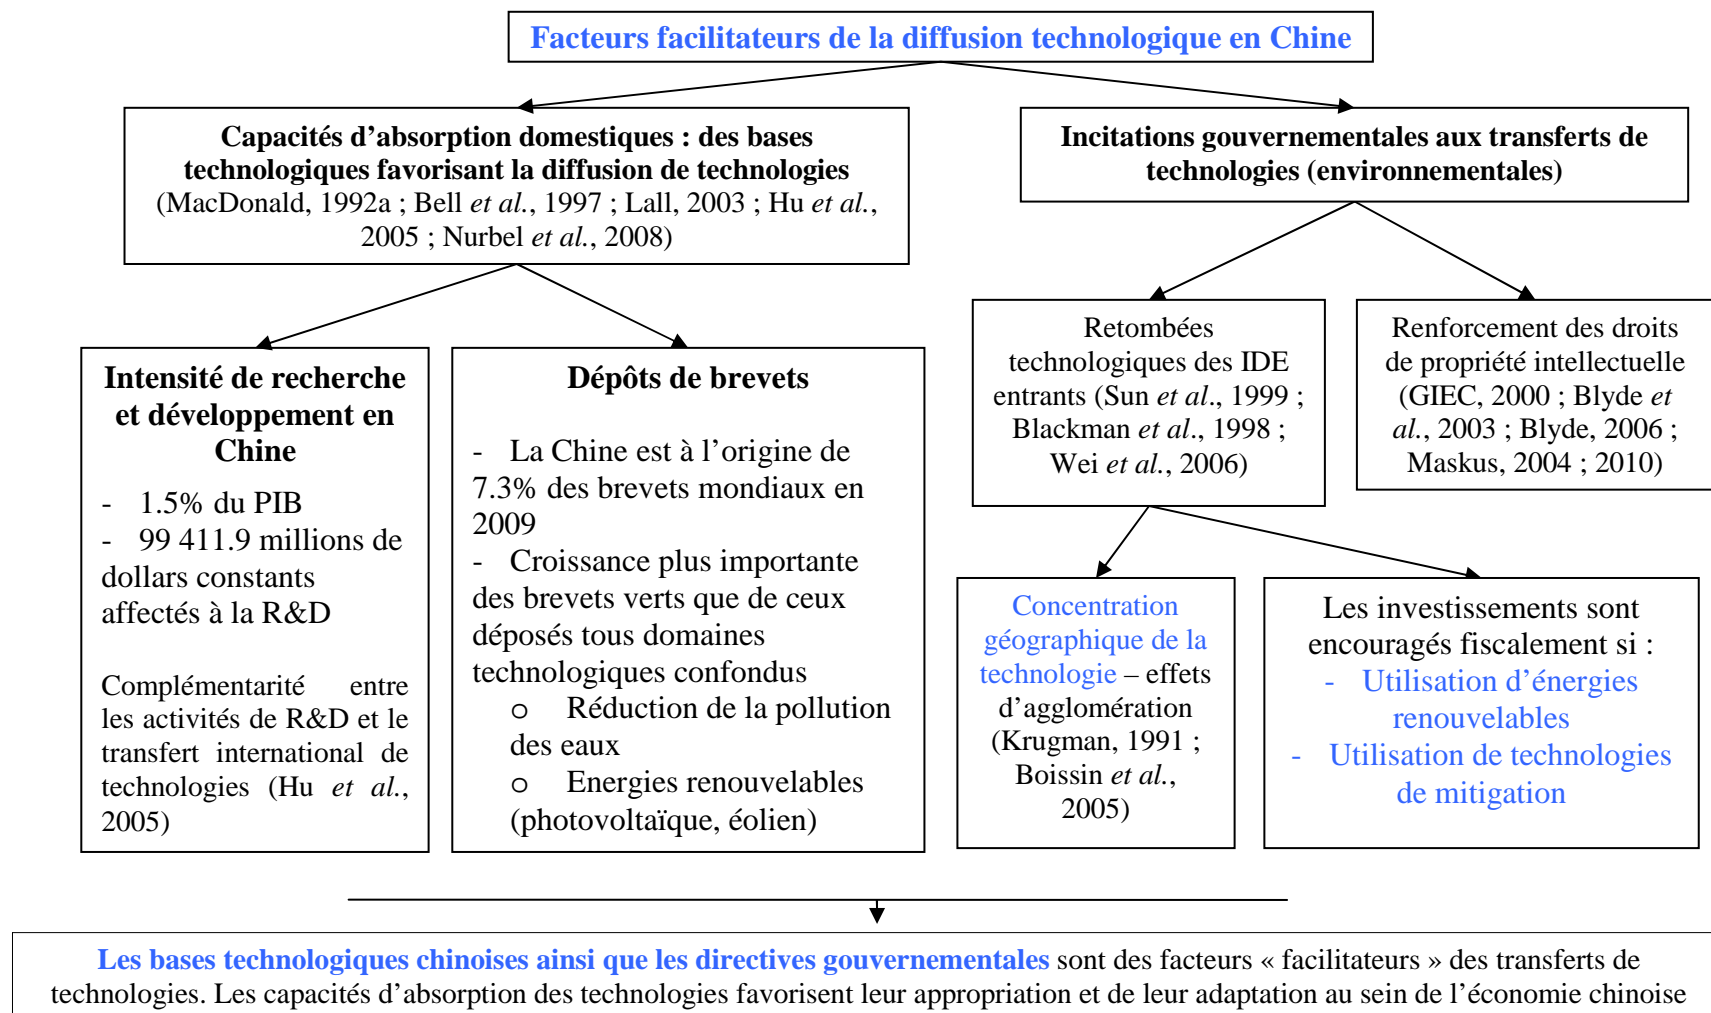 Facteurs facilitateurs de la diffusion technologique en Chine
Capacités d’absorption domestiques : des bases
technologiques favorisant la diffusion de technologies
(MacDonald, 1992a ; Bell et al., 1997 ; Lall, 2003 ; Hu et al.,
2005 ; Nurbel et al., 2008)
Incitations gouvernementales aux transferts de
technologies (environnementales)
Intensité de recherche
et développement en
Chine
- 1.5% du PIB
- 99 411.9 millions de
dollars constants
affectés à la R&D
Complémentarité entre
les activités de R&D et le
transfert international de
technologies (Hu et al.,
2005)
Dépôts de brevets
- La Chine est à l’origine de
7.3% des brevets mondiaux en
2009
- Croissance plus importante
des brevets verts que de ceux
déposés tous domaines
technologiques confondus
o Réduction de la pollution
des eaux
o Energies renouvelables
(photovoltaïque, éolien)
Retombées
technologiques des IDE
entrants (Sun et al., 1999 ;
Blackman et al., 1998 ;
Wei et al., 2006)
Renforcement des droits
de propriété intellectuelle
(GIEC, 2000 ; Blyde et
al., 2003 ; Blyde, 2006 ;
Maskus, 2004 ; 2010)
Concentration
géographique de la
technologie – effets
d’agglomération
(Krugman, 1991 ;
Boissin et al.,
2005)
Les investissements sont
encouragés fiscalement si :
- Utilisation d’énergies
renouvelables
- Utilisation de technologies
de mitigation
Les bases technologiques chinoises ainsi que les directives gouvernementales sont des facteurs « facilitateurs » des transferts de
technologies. Les capacités d’absorption des technologies favorisent leur appropriation et de leur adaptation au sein de l’économie chinoise